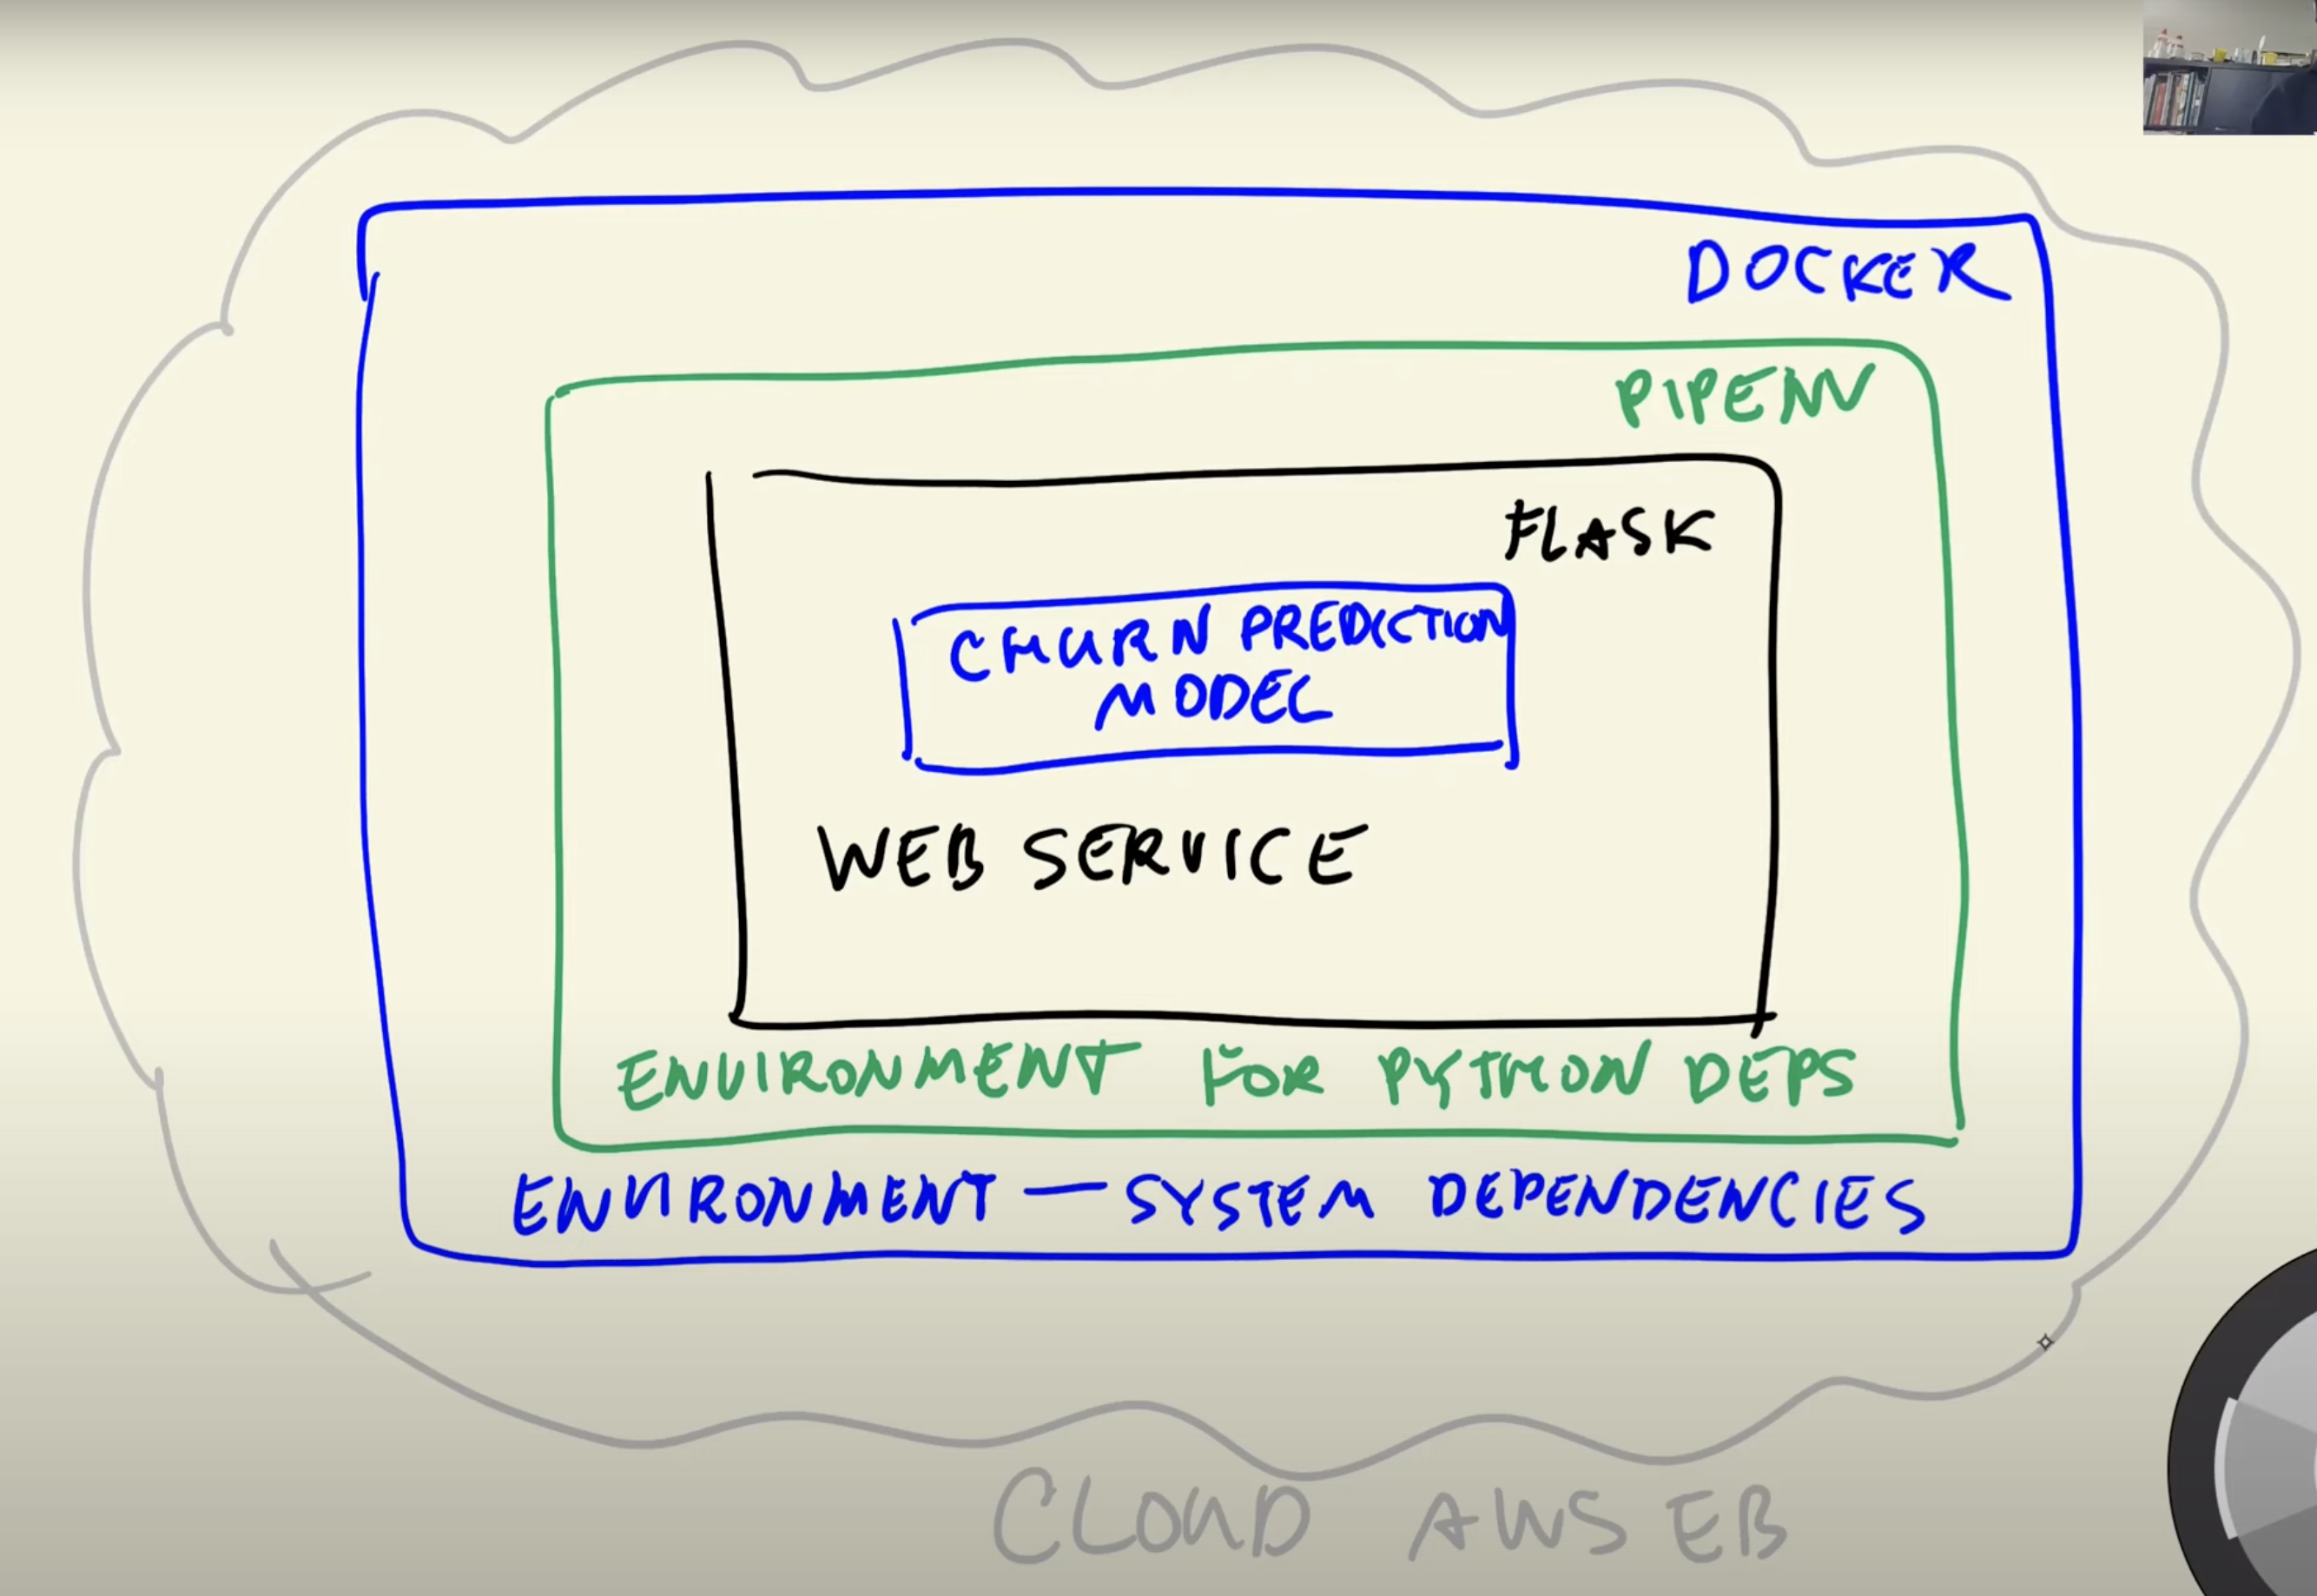 DOCKER
PIPENV
FLASK
CHURN PREDICTION
MODEL
WEB SERVICE
ENVIRONMENT FOR PYTHON DEPS
ENVIRONMENT — SYSTEM DEPENDENCIES
CLOUD AWS EB